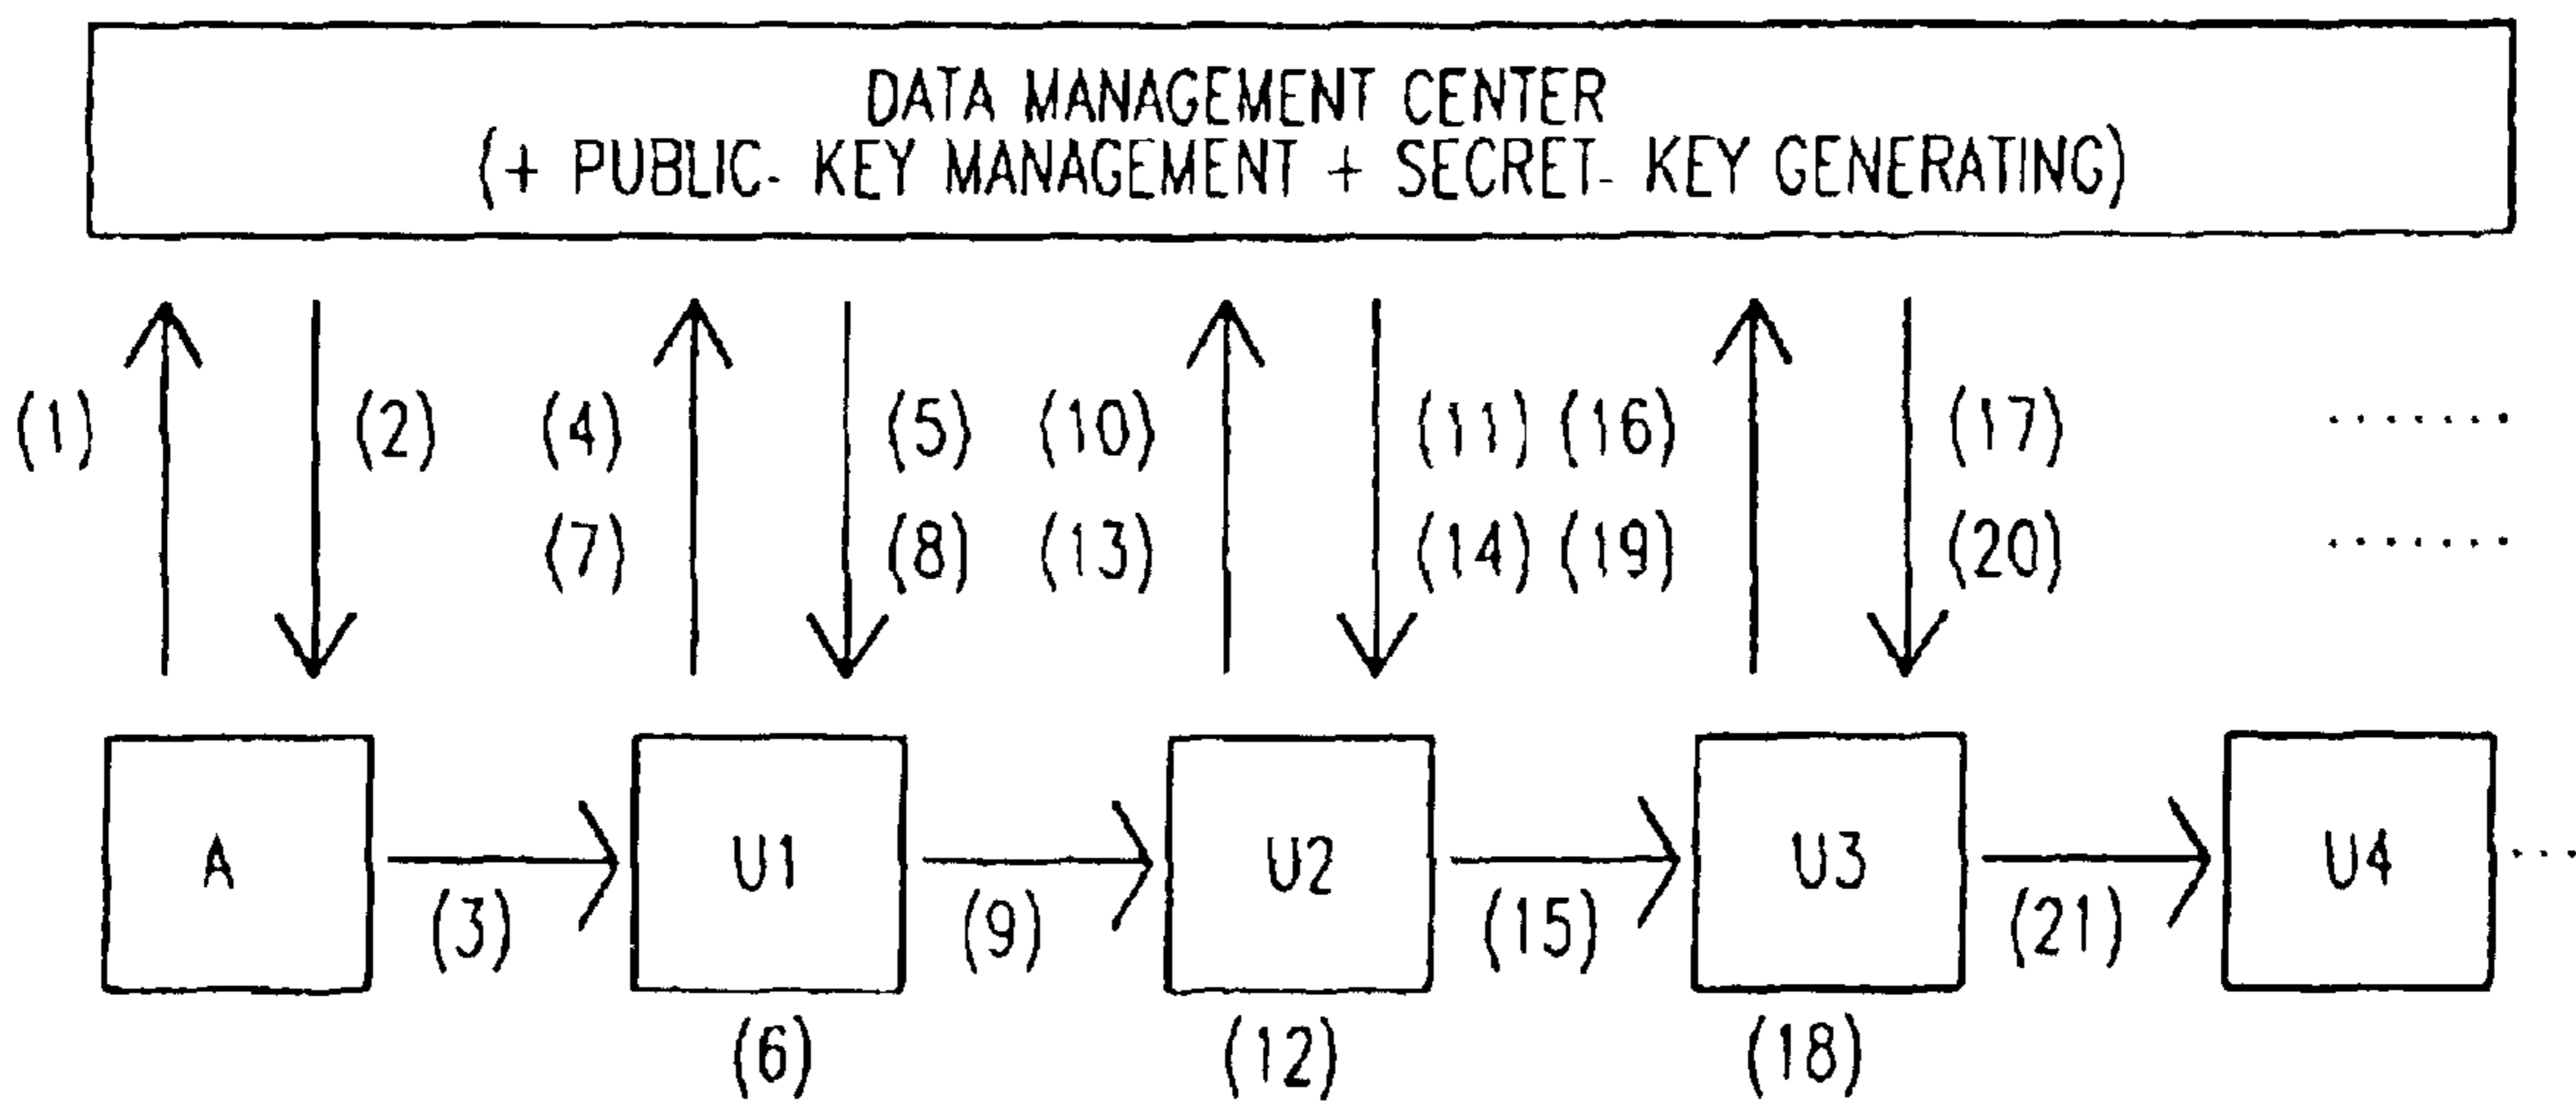 DATA MANAGEMENT CENTER
(+ PUBLIC- KEY MANAGEMENT + SECRET- KEY GENERATING)
(1) (2) (4) (5) (10) (11) (16) (17) .......
(7) (8) (13) (14) (19) (20) .......
A U1 U2 U3 U4 ...
(3) (9) (15) (21)
(6) (12) (18)